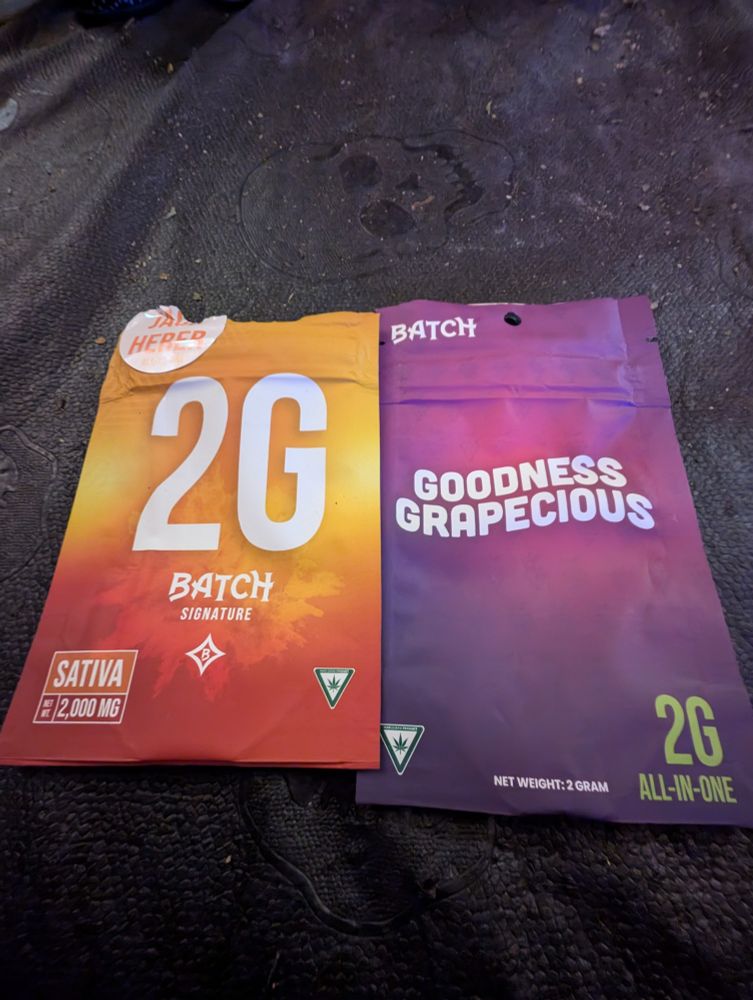 JACK
HERER
2G
BATCH
SIGNATURE
B
SATIVA
NET WT.
2,000 MG
BATCH
GOODNESS
GRAPECIOUS
2G
ALL-IN-ONE
NET WEIGHT: 2 GRAM